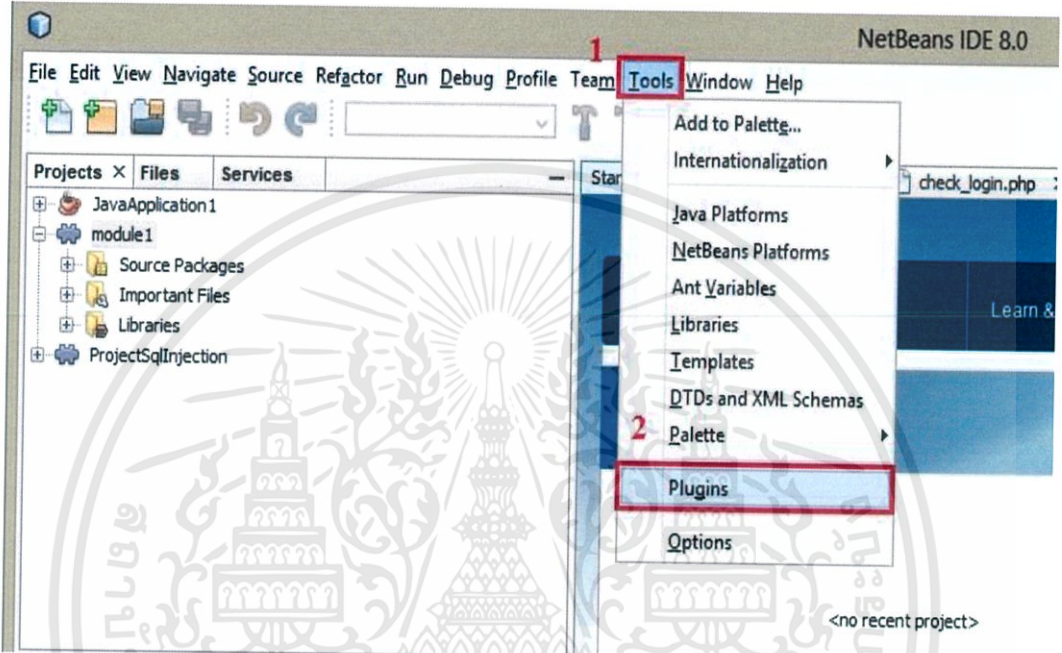 NetBeans IDE 8.0
1
File Edit View Navigate Source Refactor Run Debug Profile Team Tools Window Help
Projects × Files Services
JavaApplication1
module1
Source Packages
Important Files
Libraries
ProjectSqlInjection
Add to Palette...
Internationalization
Java Platforms
NetBeans Platforms
Ant Variables
Libraries
Templates
DTDs and XML Schemas
2
Palette
Plugins
Options
Star
check_login.php
Learn &
<no recent project>